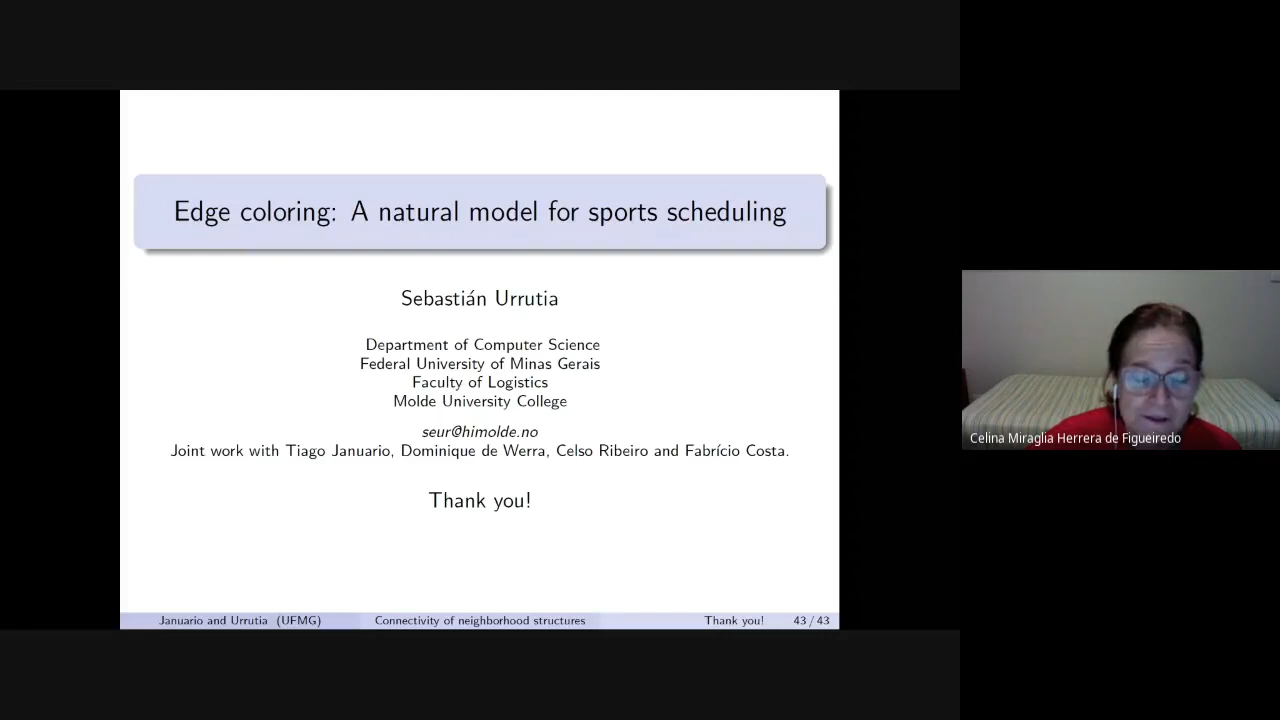 Edge coloring: A natural model for sports scheduling
Sebastián Urrutia
Department of Computer Science
Federal University of Minas Gerais
Faculty of Logistics
Molde University College
seur@himolde.no
Joint work with Tiago Januario, Dominique de Werra, Celso Ribeiro and Fabrício Costa.
Thank you!
Januario and Urrutia (UFMG) Connectivity of neighborhood structures Thank you! 43 / 43
Celina Miraglia Herrera de Figueiredo